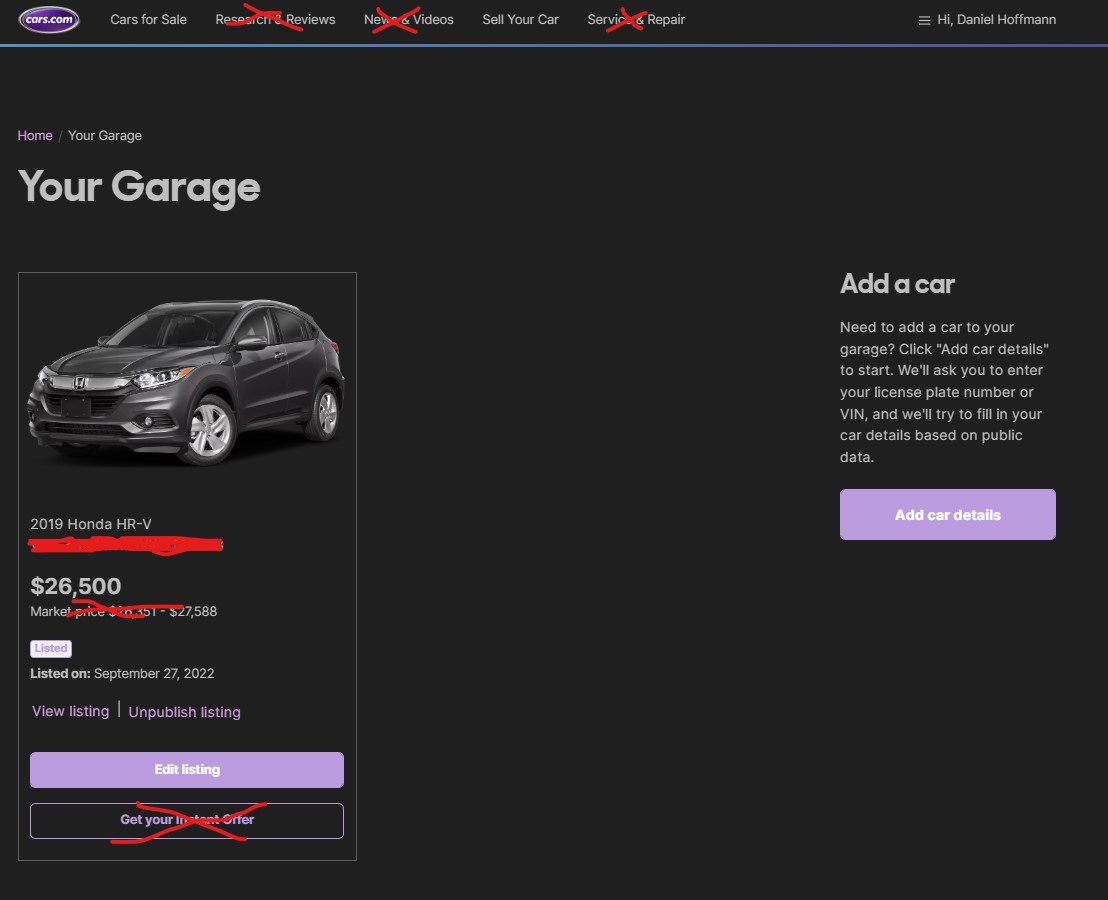 cars.com Cars for Sale Research & Reviews News & Videos Sell Your Car Service & Repair Hi, Daniel Hoffmann
Home / Your Garage
Your Garage
2019 Honda HR-V
$26,500
Market price $26,351 - $27,588
Listed
Listed on: September 27, 2022
View listing | Unpublish listing
Edit listing
Get your Instant Offer
Add a car
Need to add a car to your
garage? Click "Add car details"
to start. We'll ask you to enter
your license plate number or
VIN, and we'll try to fill in your
car details based on public
data.
Add car details